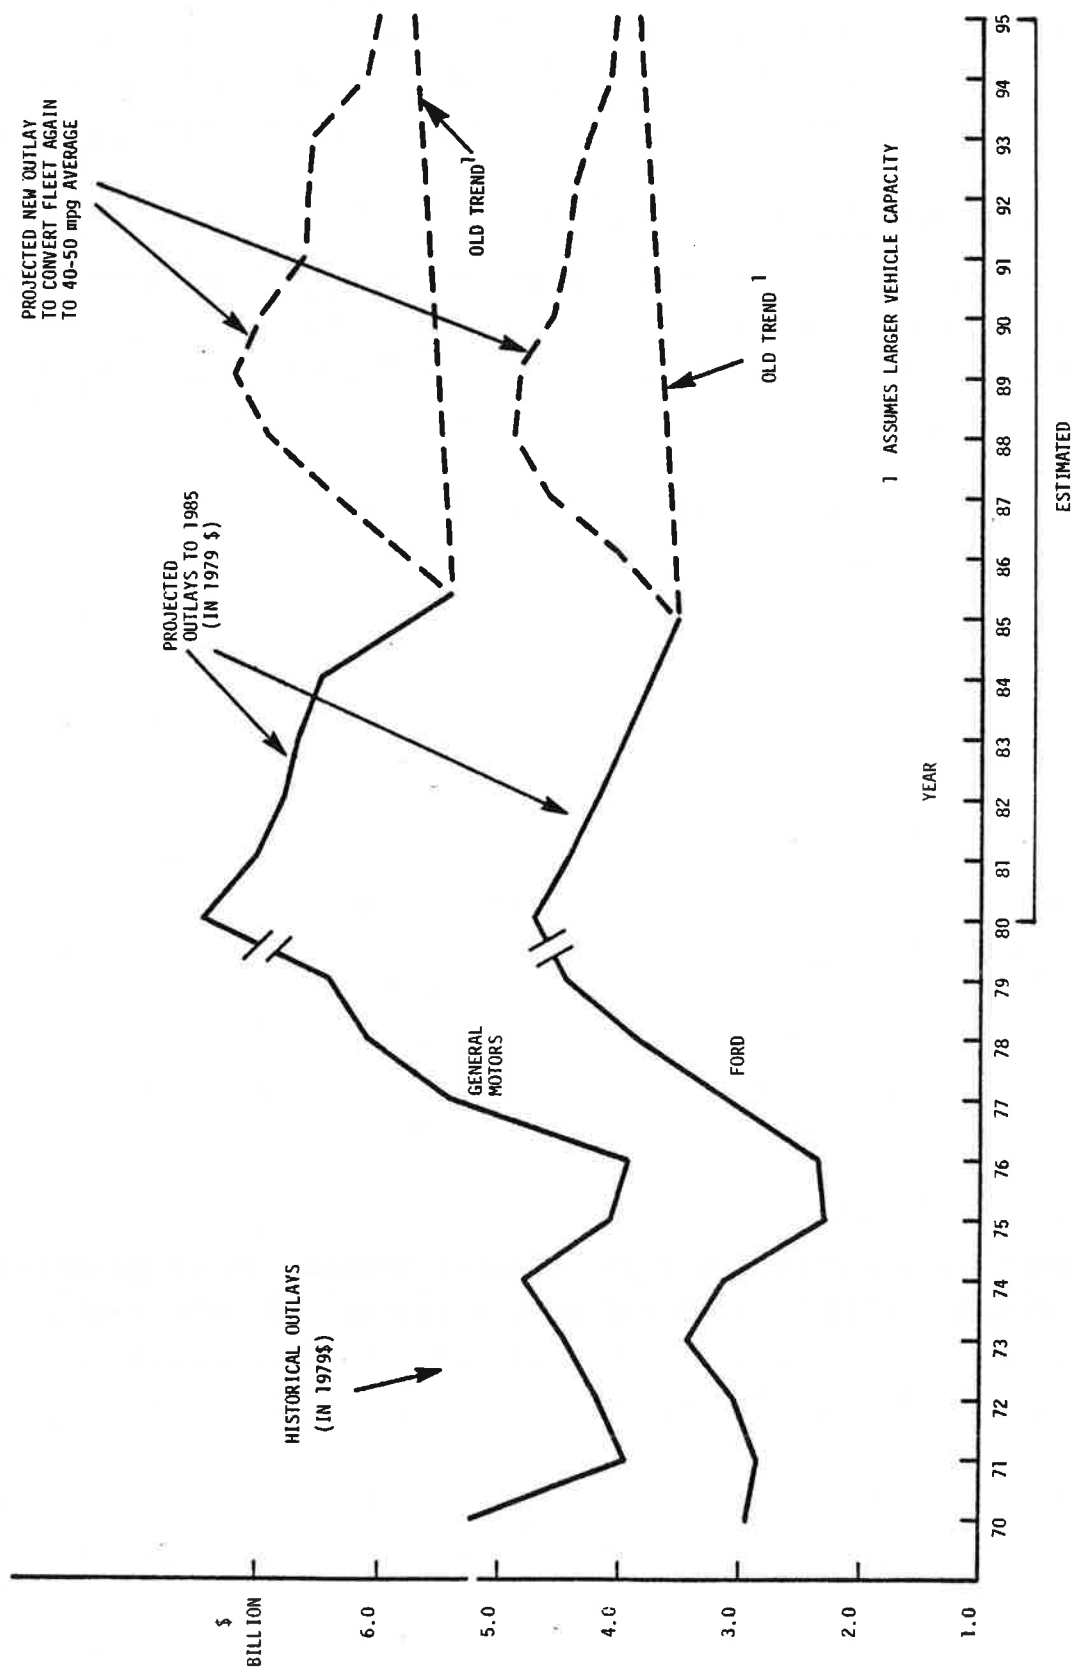 PROJECTED NEW OUTLAY
TO CONVERT FLEET AGAIN
TO 40-50 mpg AVERAGE
PROJECTED
OUTLAYS TO 1985
(IN 1979 $)
OLD TREND1
OLD TREND 1
HISTORICAL OUTLAYS
(IN 1979$)
GENERAL
MOTORS
FORD
1 ASSUMES LARGER VEHICLE CAPACITY
$
BILLION
6.0
5.0
4.0
3.0
2.0
1.0
70 71 72 73 74 75 76 77 78 79 80 81 82 83 84 85 86 87 88 89 90 91 92 93 94 95
YEAR
ESTIMATED